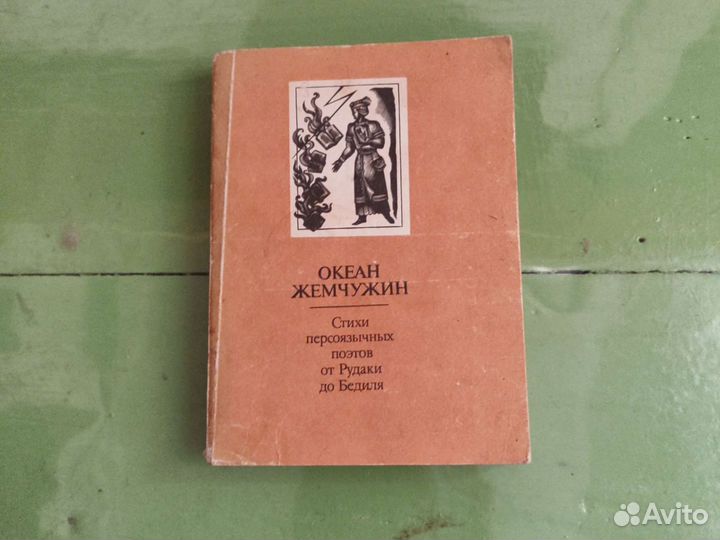 ОКЕАН
ЖЕМЧУЖИН
Стихи
персоязычных
поэтов
от Рудаки
до Бедиля
Avito